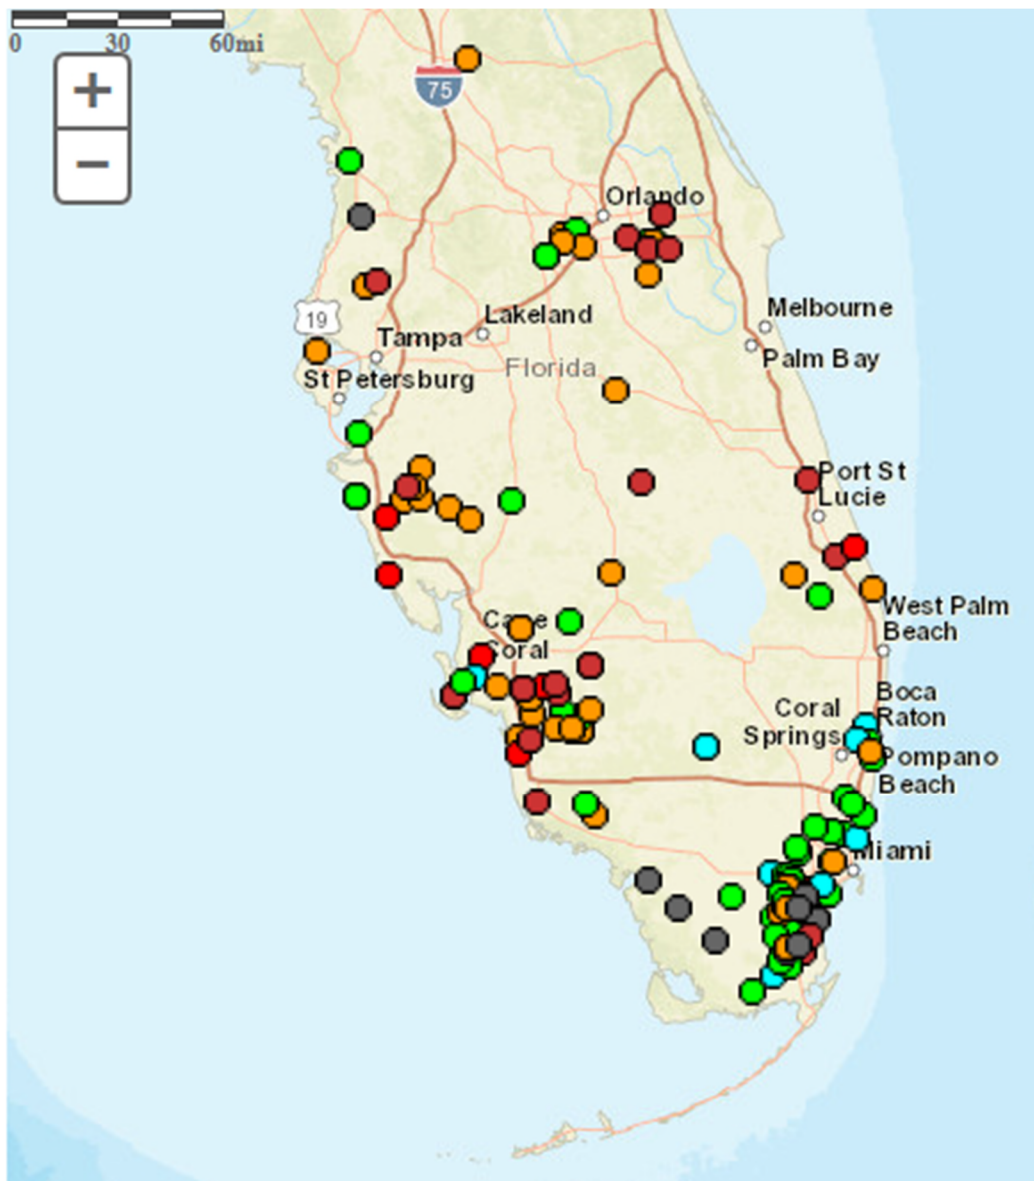 0 30 60mi
+
75
−
Orlando
19
Lakeland
Melbourne
Tampa
Palm Bay
Florida
St Petersburg
Port St
Lucie
West Palm
Beach
Cape
Coral
Boca
Raton
Coral
Springs
Pompano
Beach
Miami